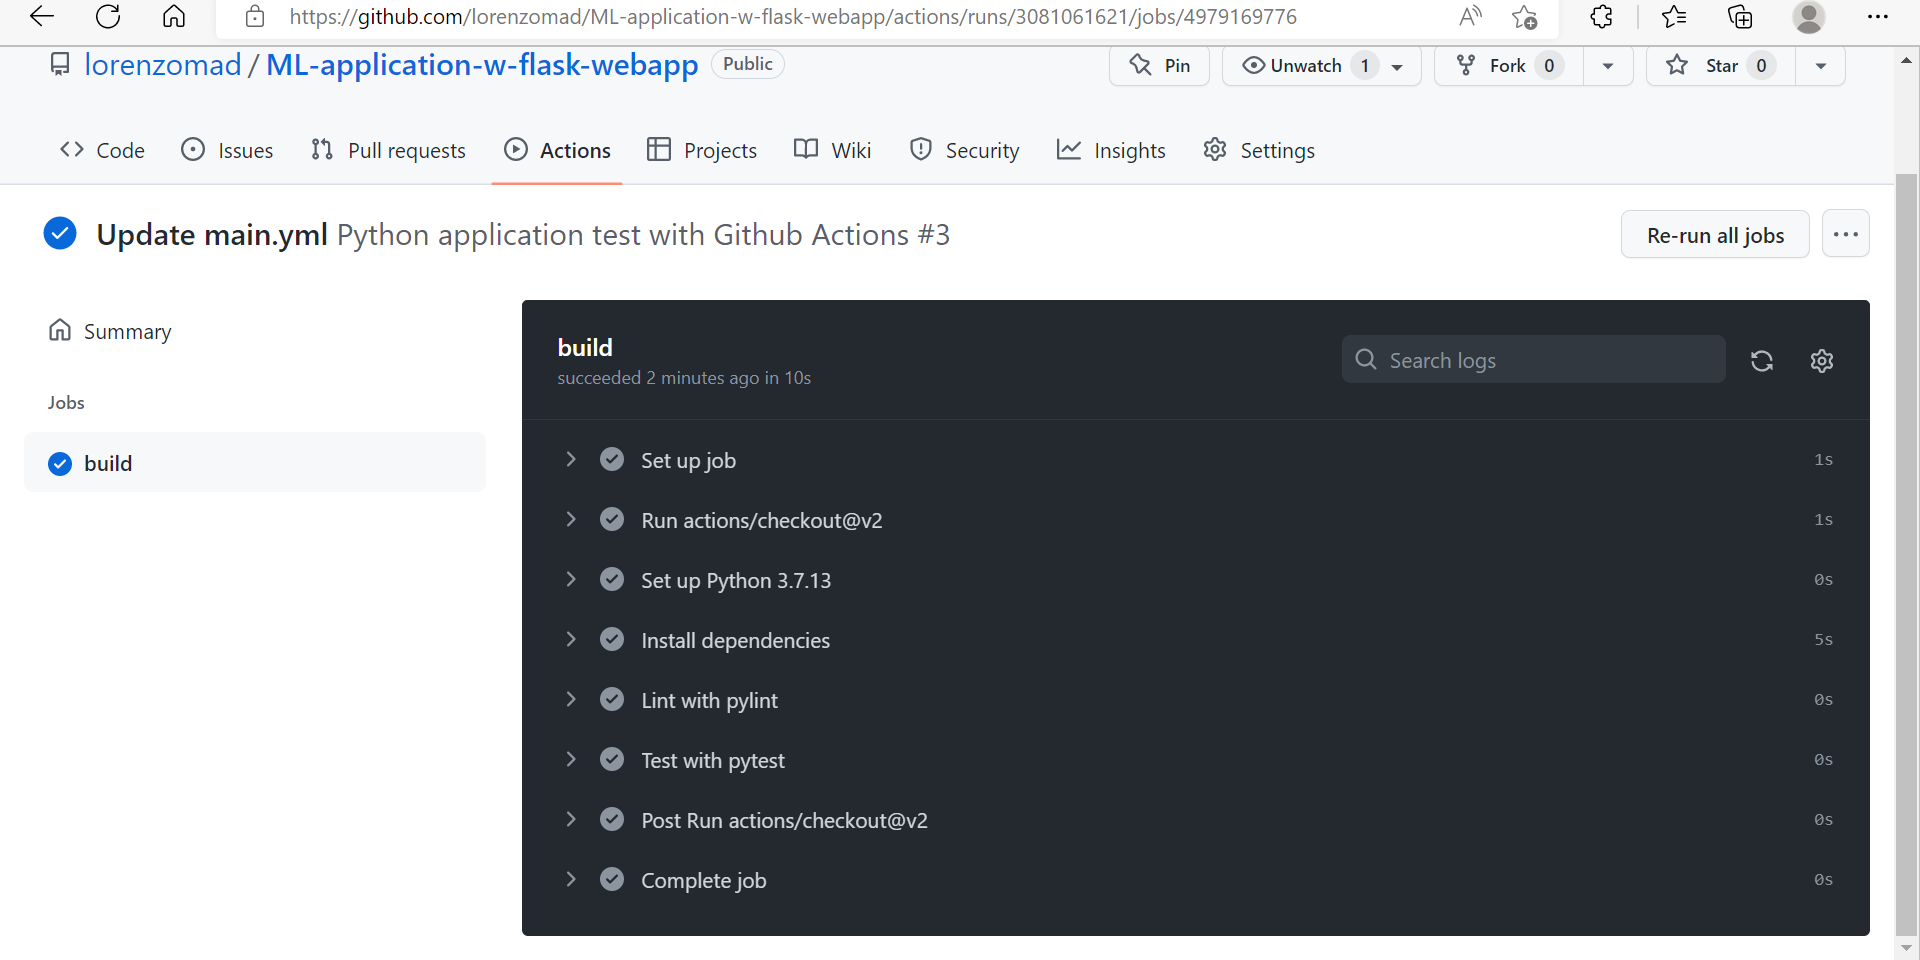 https://github.com/lorenzomad/ML-application-w-flask-webapp/actions/runs/3081061621/jobs/4979169776
lorenzomad / ML-application-w-flask-webapp Public Pin Unwatch 1 Fork 0 Star 0
Code Issues Pull requests Actions Projects Wiki Security Insights Settings
Update main.yml Python application test with Github Actions #3 Re-run all jobs
Summary
Jobs
build
build
succeeded 2 minutes ago in 10s
Search logs
Set up job 1s
Run actions/checkout@v2 1s
Set up Python 3.7.13 0s
Install dependencies 5s
Lint with pylint 0s
Test with pytest 0s
Post Run actions/checkout@v2 0s
Complete job 0s